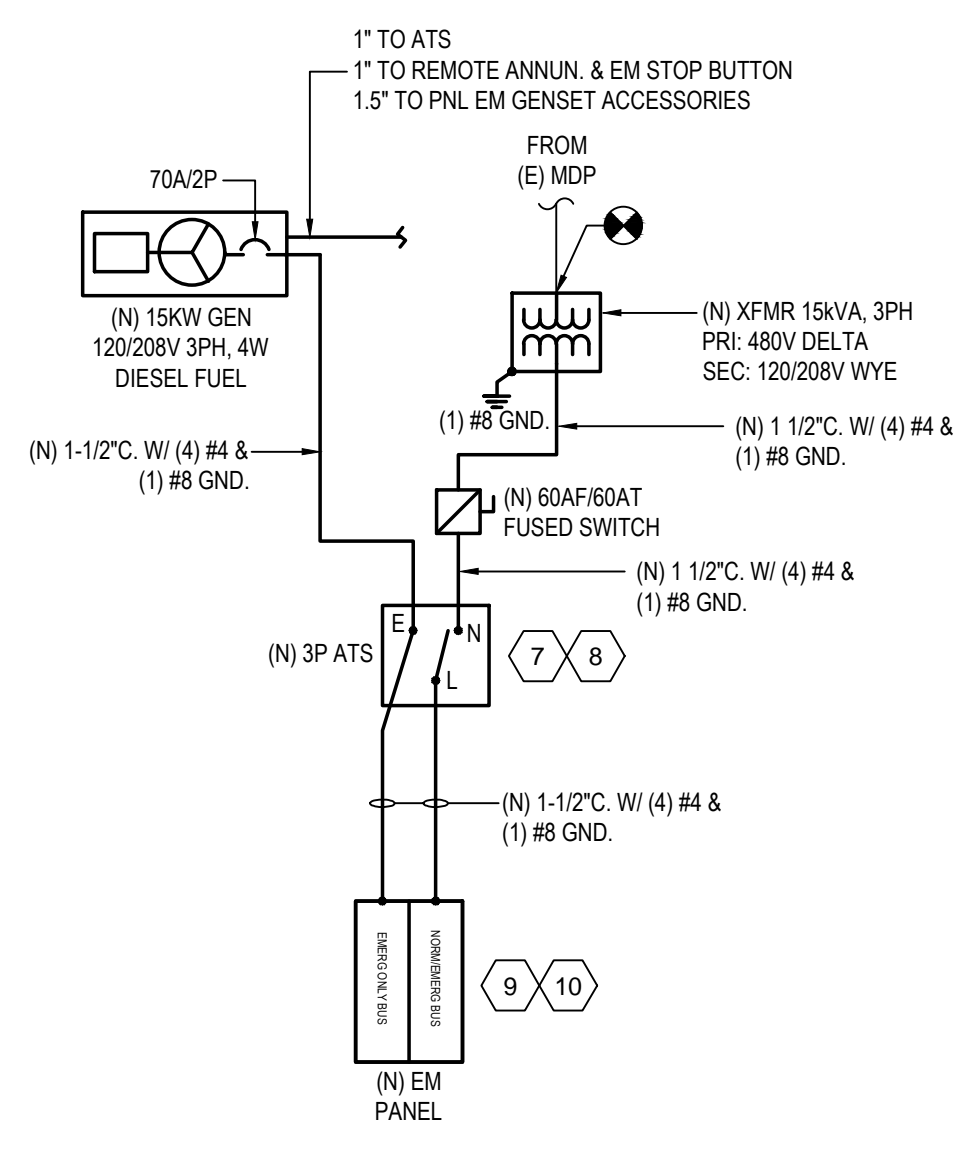 1" TO ATS
1" TO REMOTE ANNUN. & EM STOP BUTTON
1.5" TO PNL EM GENSET ACCESSORIES
FROM
(E) MDP
70A/2P
(N) 15KW GEN
120/208V 3PH, 4W
DIESEL FUEL
(N) XFMR 15kVA, 3PH
PRI: 480V DELTA
SEC: 120/208V WYE
(1) #8 GND.
(N) 1 1/2"C. W/ (4) #4 &
(1) #8 GND.
(N) 1-1/2"C. W/ (4) #4 &
(1) #8 GND.
(N) 60AF/60AT
FUSED SWITCH
(N) 1 1/2"C. W/ (4) #4 &
(1) #8 GND.
(N) 3P ATS
E
N
L
7
8
(N) 1-1/2"C. W/ (4) #4 &
(1) #8 GND.
EMERG ONLY BUS
NORM/EMERG BUS
9
10
(N) EM
PANEL